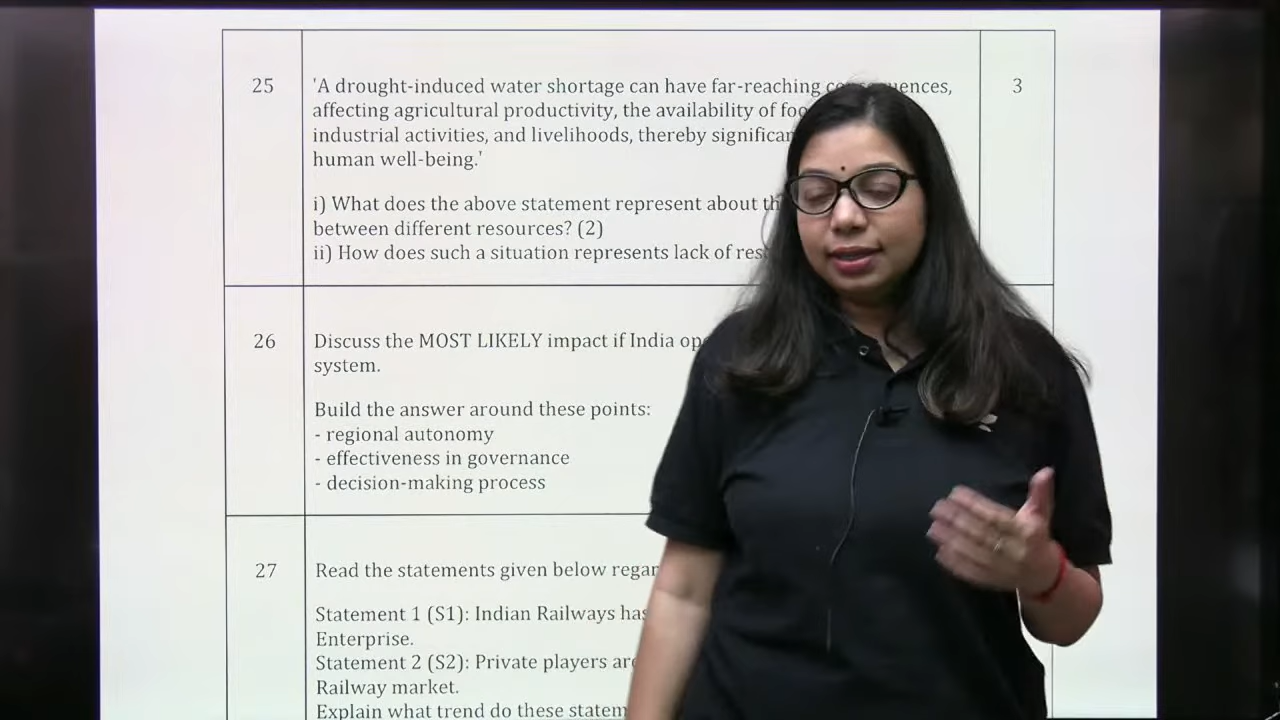 25
'A drought-induced water shortage can have far-reaching consequences,
3
affecting agricultural productivity, the availability of
industrial activities, and livelihoods, thereby
human well-being.'
i) What does the above statement represent about
between different resources? (2)
ii) How does such a situation represents lack of
26
Discuss the MOST LIKELY impact if India
system.
Build the answer around these points:
- regional autonomy
- effectiveness in governance
- decision-making process
27
Read the statements given below
Statement 1 (S1): Indian Railways has
Enterprise.
Statement 2 (S2): Private players are
Railway market.
Explain what trend do these